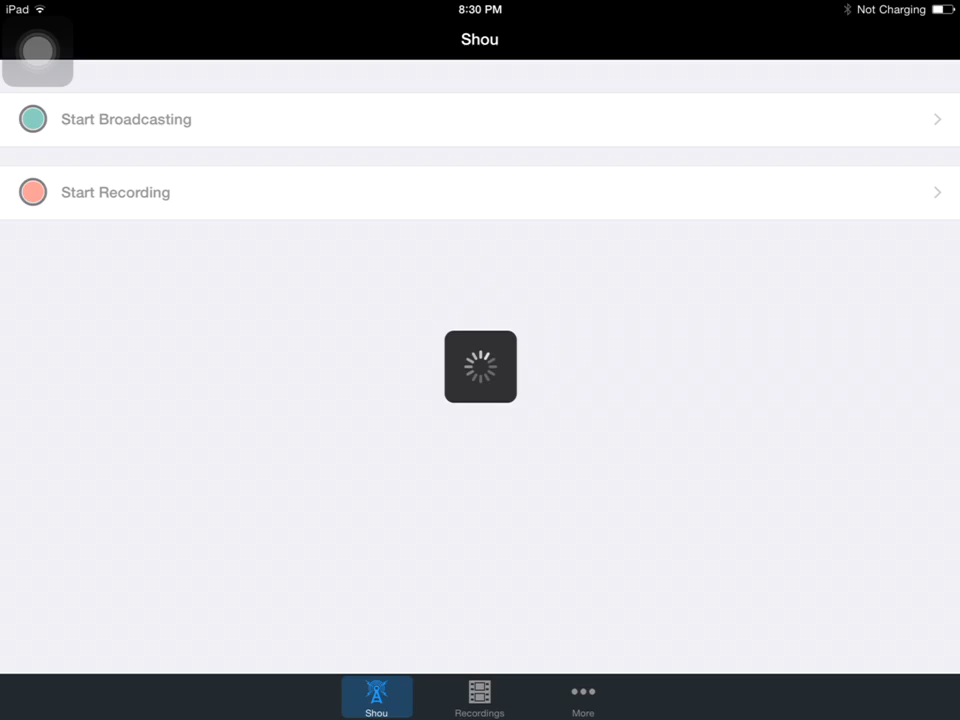 iPad 8:30 PM Not Charging
Shou
Start Broadcasting
Start Recording
Shou Recordings More